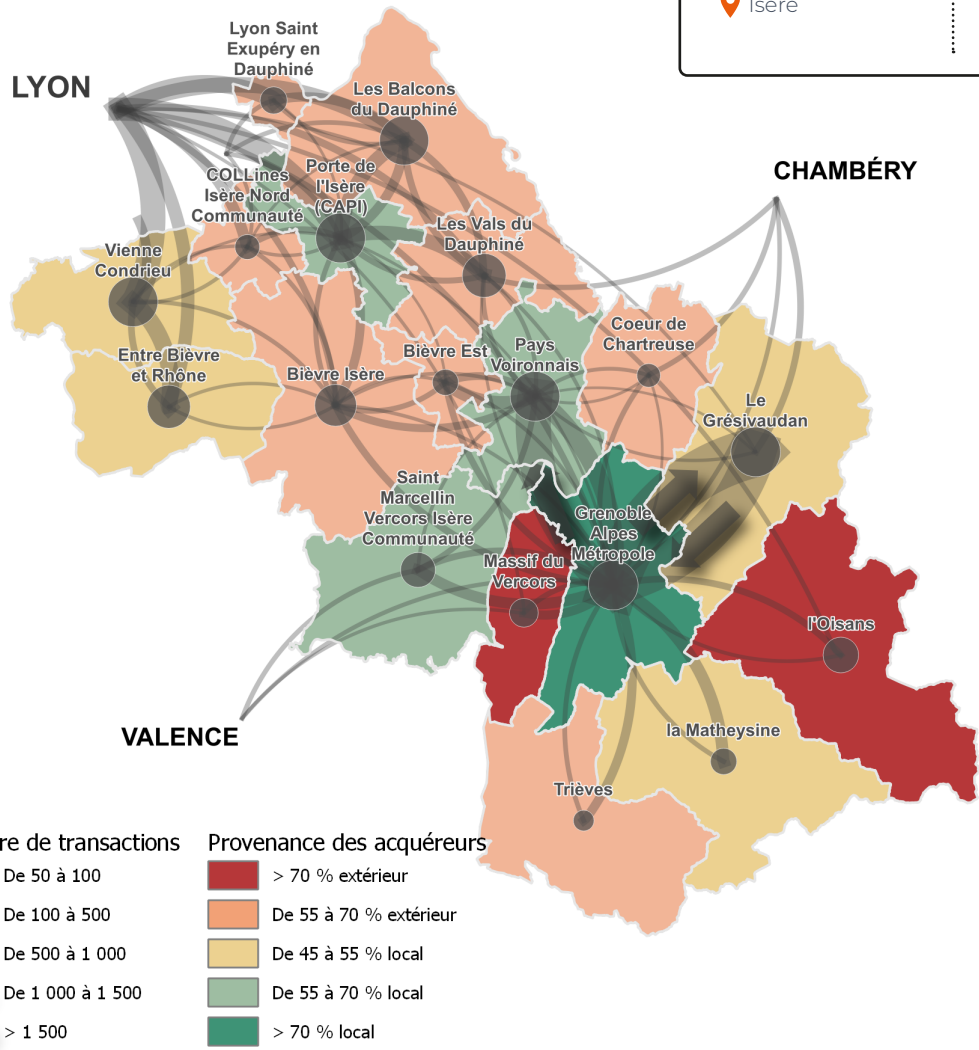 Isère
Lyon Saint
Exupéry en
Dauphiné
LYON
Les Balcons
du Dauphiné
CHAMBÉRY
COLLines
Isère Nord
Communauté
Porte de
l'Isère
(CAPI)
Les Vals du
Dauphiné
Vienne
Condrieu
Entre Bièvre
et Rhône
Bièvre Isère
Bièvre Est
Pays
Voironnais
Coeur de
Chartreuse
Le
Grésivaudan
Saint
Marcellin
Vercors Isère
Communauté
Grenoble
Alpes
Métropole
Massif du
Vercors
l'Oisans
VALENCE
la Matheysine
Trièves
re de transactions
De 50 à 100
De 100 à 500
De 500 à 1 000
De 1 000 à 1 500
> 1 500
Provenance des acquéreurs
> 70 % extérieur
De 55 à 70 % extérieur
De 45 à 55 % local
De 55 à 70 % local
> 70 % local